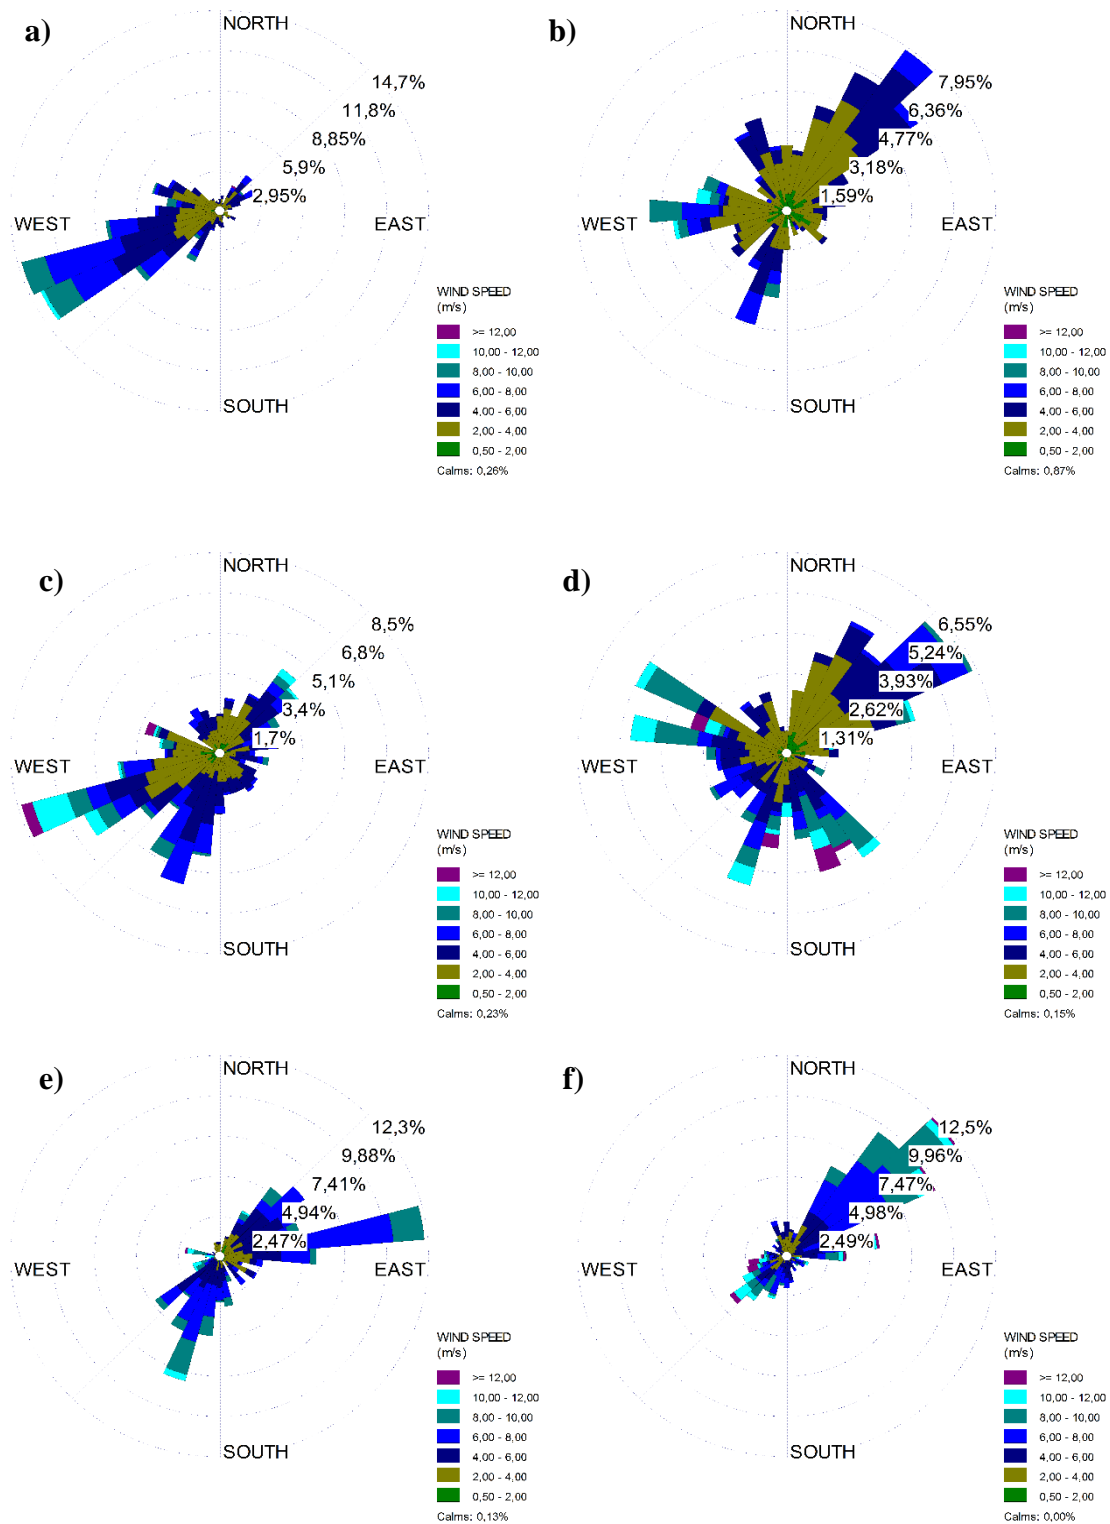 a)
NORTH
14,7%
11,8%
8,85%
5,9%
2,95%
WEST
EAST
SOUTH
WIND SPEED
(m/s)
>= 12,00
10,00 - 12,00
8,00 - 10,00
6,00 - 8,00
4,00 - 6,00
2,00 - 4,00
0,50 - 2,00
Calms: 0,26%
b)
NORTH
7,95%
6,36%
4,77%
3,18%
1,59%
WEST
EAST
SOUTH
WIND SPEED
(m/s)
>= 12,00
10,00 - 12,00
8,00 - 10,00
6,00 - 8,00
4,00 - 6,00
2,00 - 4,00
0,50 - 2,00
Calms: 0,87%
c)
NORTH
8,5%
6,8%
5,1%
3,4%
1,7%
WEST
EAST
SOUTH
WIND SPEED
(m/s)
>= 12,00
10,00 - 12,00
8,00 - 10,00
6,00 - 8,00
4,00 - 6,00
2,00 - 4,00
0,50 - 2,00
Calms: 0,23%
d)
NORTH
6,55%
5,24%
3,93%
2,62%
1,31%
WEST
EAST
SOUTH
WIND SPEED
(m/s)
>= 12,00
10,00 - 12,00
8,00 - 10,00
6,00 - 8,00
4,00 - 6,00
2,00 - 4,00
0,50 - 2,00
Calms: 0,15%
e)
NORTH
12,3%
9,88%
7,41%
4,94%
2,47%
WEST
EAST
SOUTH
WIND SPEED
(m/s)
>= 12,00
10,00 - 12,00
8,00 - 10,00
6,00 - 8,00
4,00 - 6,00
2,00 - 4,00
0,50 - 2,00
Calms: 0,13%
f)
NORTH
12,5%
9,96%
7,47%
4,98%
2,49%
WEST
EAST
SOUTH
WIND SPEED
(m/s)
>= 12,00
10,00 - 12,00
8,00 - 10,00
6,00 - 8,00
4,00 - 6,00
2,00 - 4,00
0,50 - 2,00
Calms: 0,00%